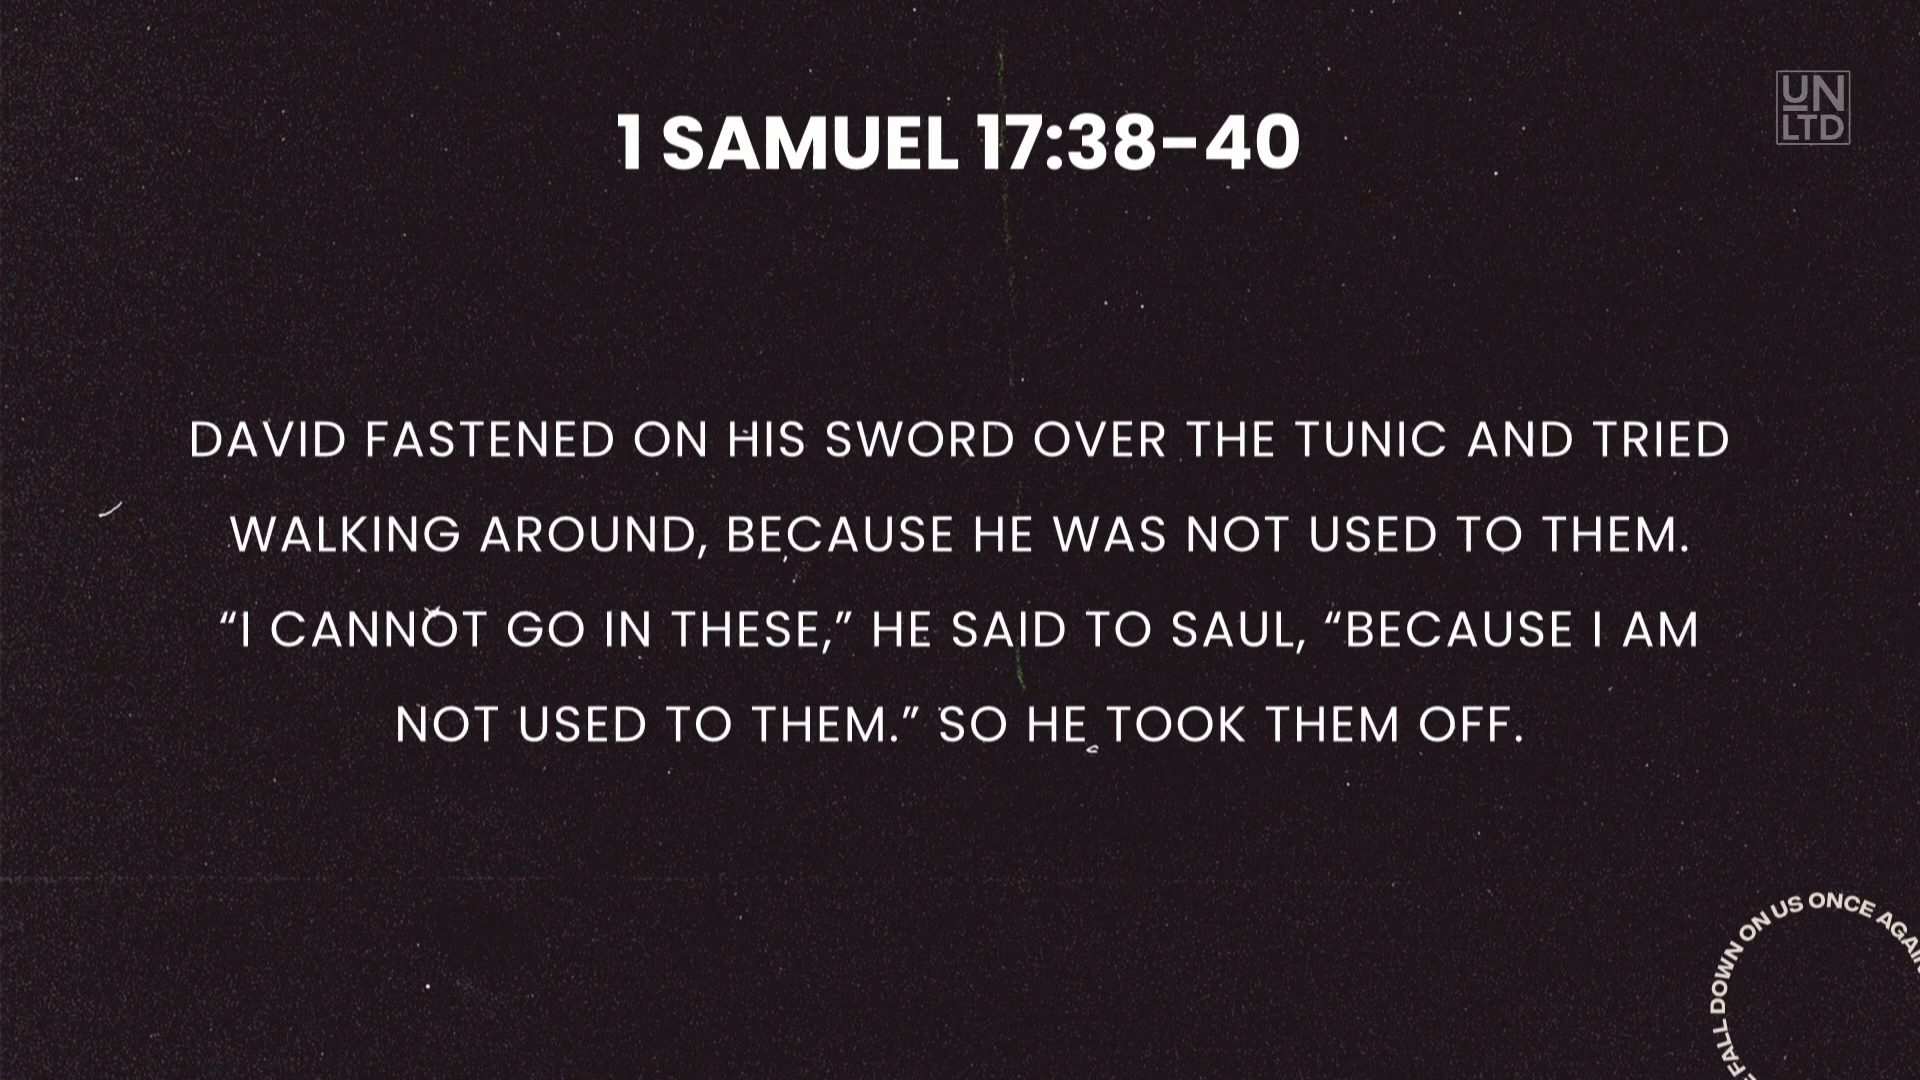 1 SAMUEL 17:38-40
UN
LTD
DAVID FASTENED ON HIS SWORD OVER THE TUNIC AND TRIED
WALKING AROUND, BECAUSE HE WAS NOT USED TO THEM.
“I CANNOT GO IN THESE,” HE SAID TO SAUL, “BECAUSE I AM
NOT USED TO THEM.” SO HE TOOK THEM OFF.
FALL DOWN ON US ONCE AGAIN